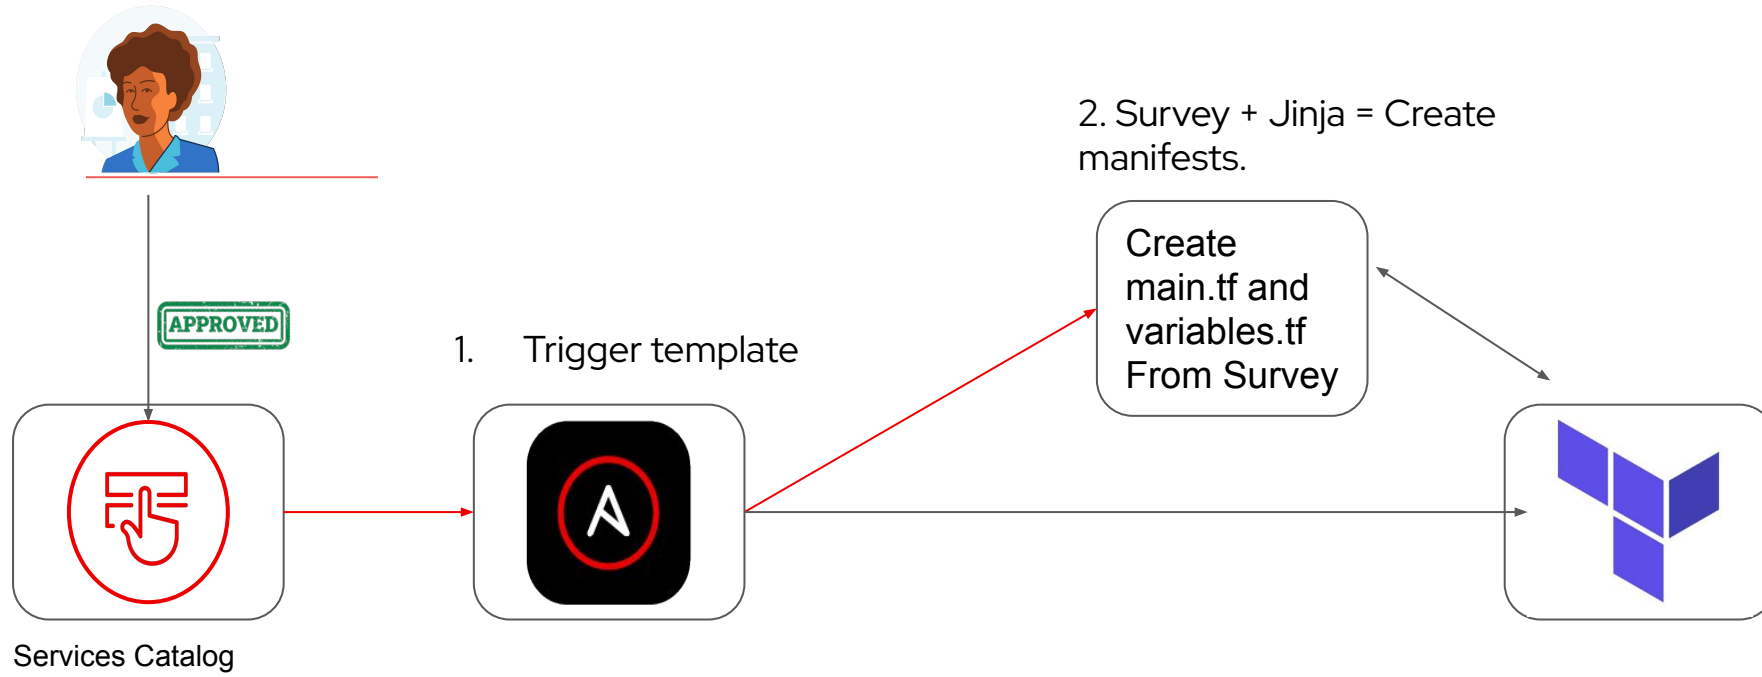 2. Survey + Jinja = Create
manifests.
Create
main.tf and
variables.tf
From Survey
APPROVED
1. Trigger template
Services Catalog